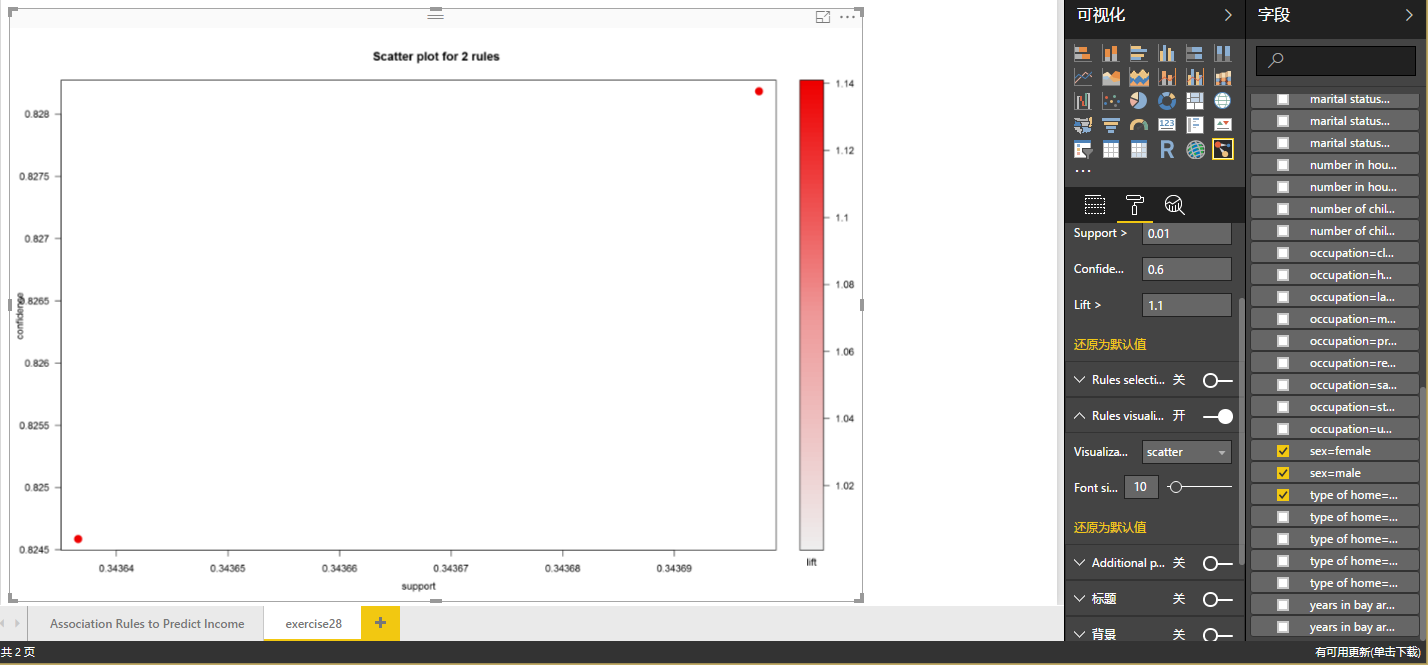 Scatter plot for 2 rules
0.828
0.8275
0.827
0.8265
0.826
0.8255
0.825
0.8245
confidence
0.34364
0.34365
0.34366
0.34367
0.34368
0.34369
support
1.14
1.12
1.1
1.08
1.06
1.04
1.02
lift
Association Rules to Predict Income
exercise28
+
共 2 页
可视化
123
R
Support >
0.01
Confide...
0.6
Lift >
1.1
还原为默认值
Rules selecti... 关
Rules visuali... 开
Visualiza...
scatter
Font si...
10
还原为默认值
Additional p... 关
标题 关
背景 关
字段
marital status...
marital status...
marital status...
number in hou...
number in hou...
number of chil...
number of chil...
occupation=cl...
occupation=h...
occupation=la...
occupation=m...
occupation=pr...
occupation=re...
occupation=sa...
occupation=st...
occupation=u...
sex=female
sex=male
type of home=...
type of home=...
type of home=...
type of home=...
type of home=...
years in bay ar...
years in bay ar...
有可用更新(单击下载)